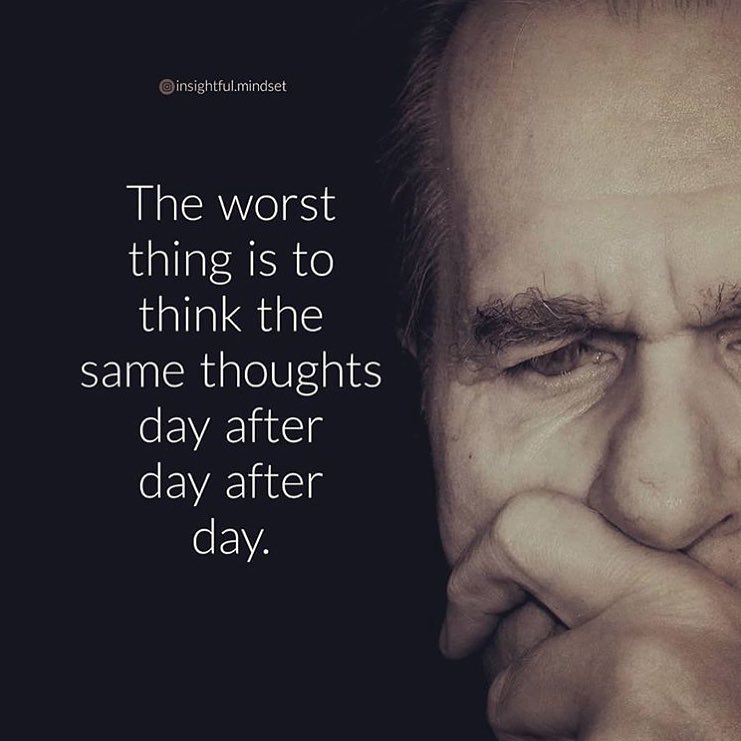 insightful.mindset
The worst
thing is to
think the
same thoughts
day after
day after
day.